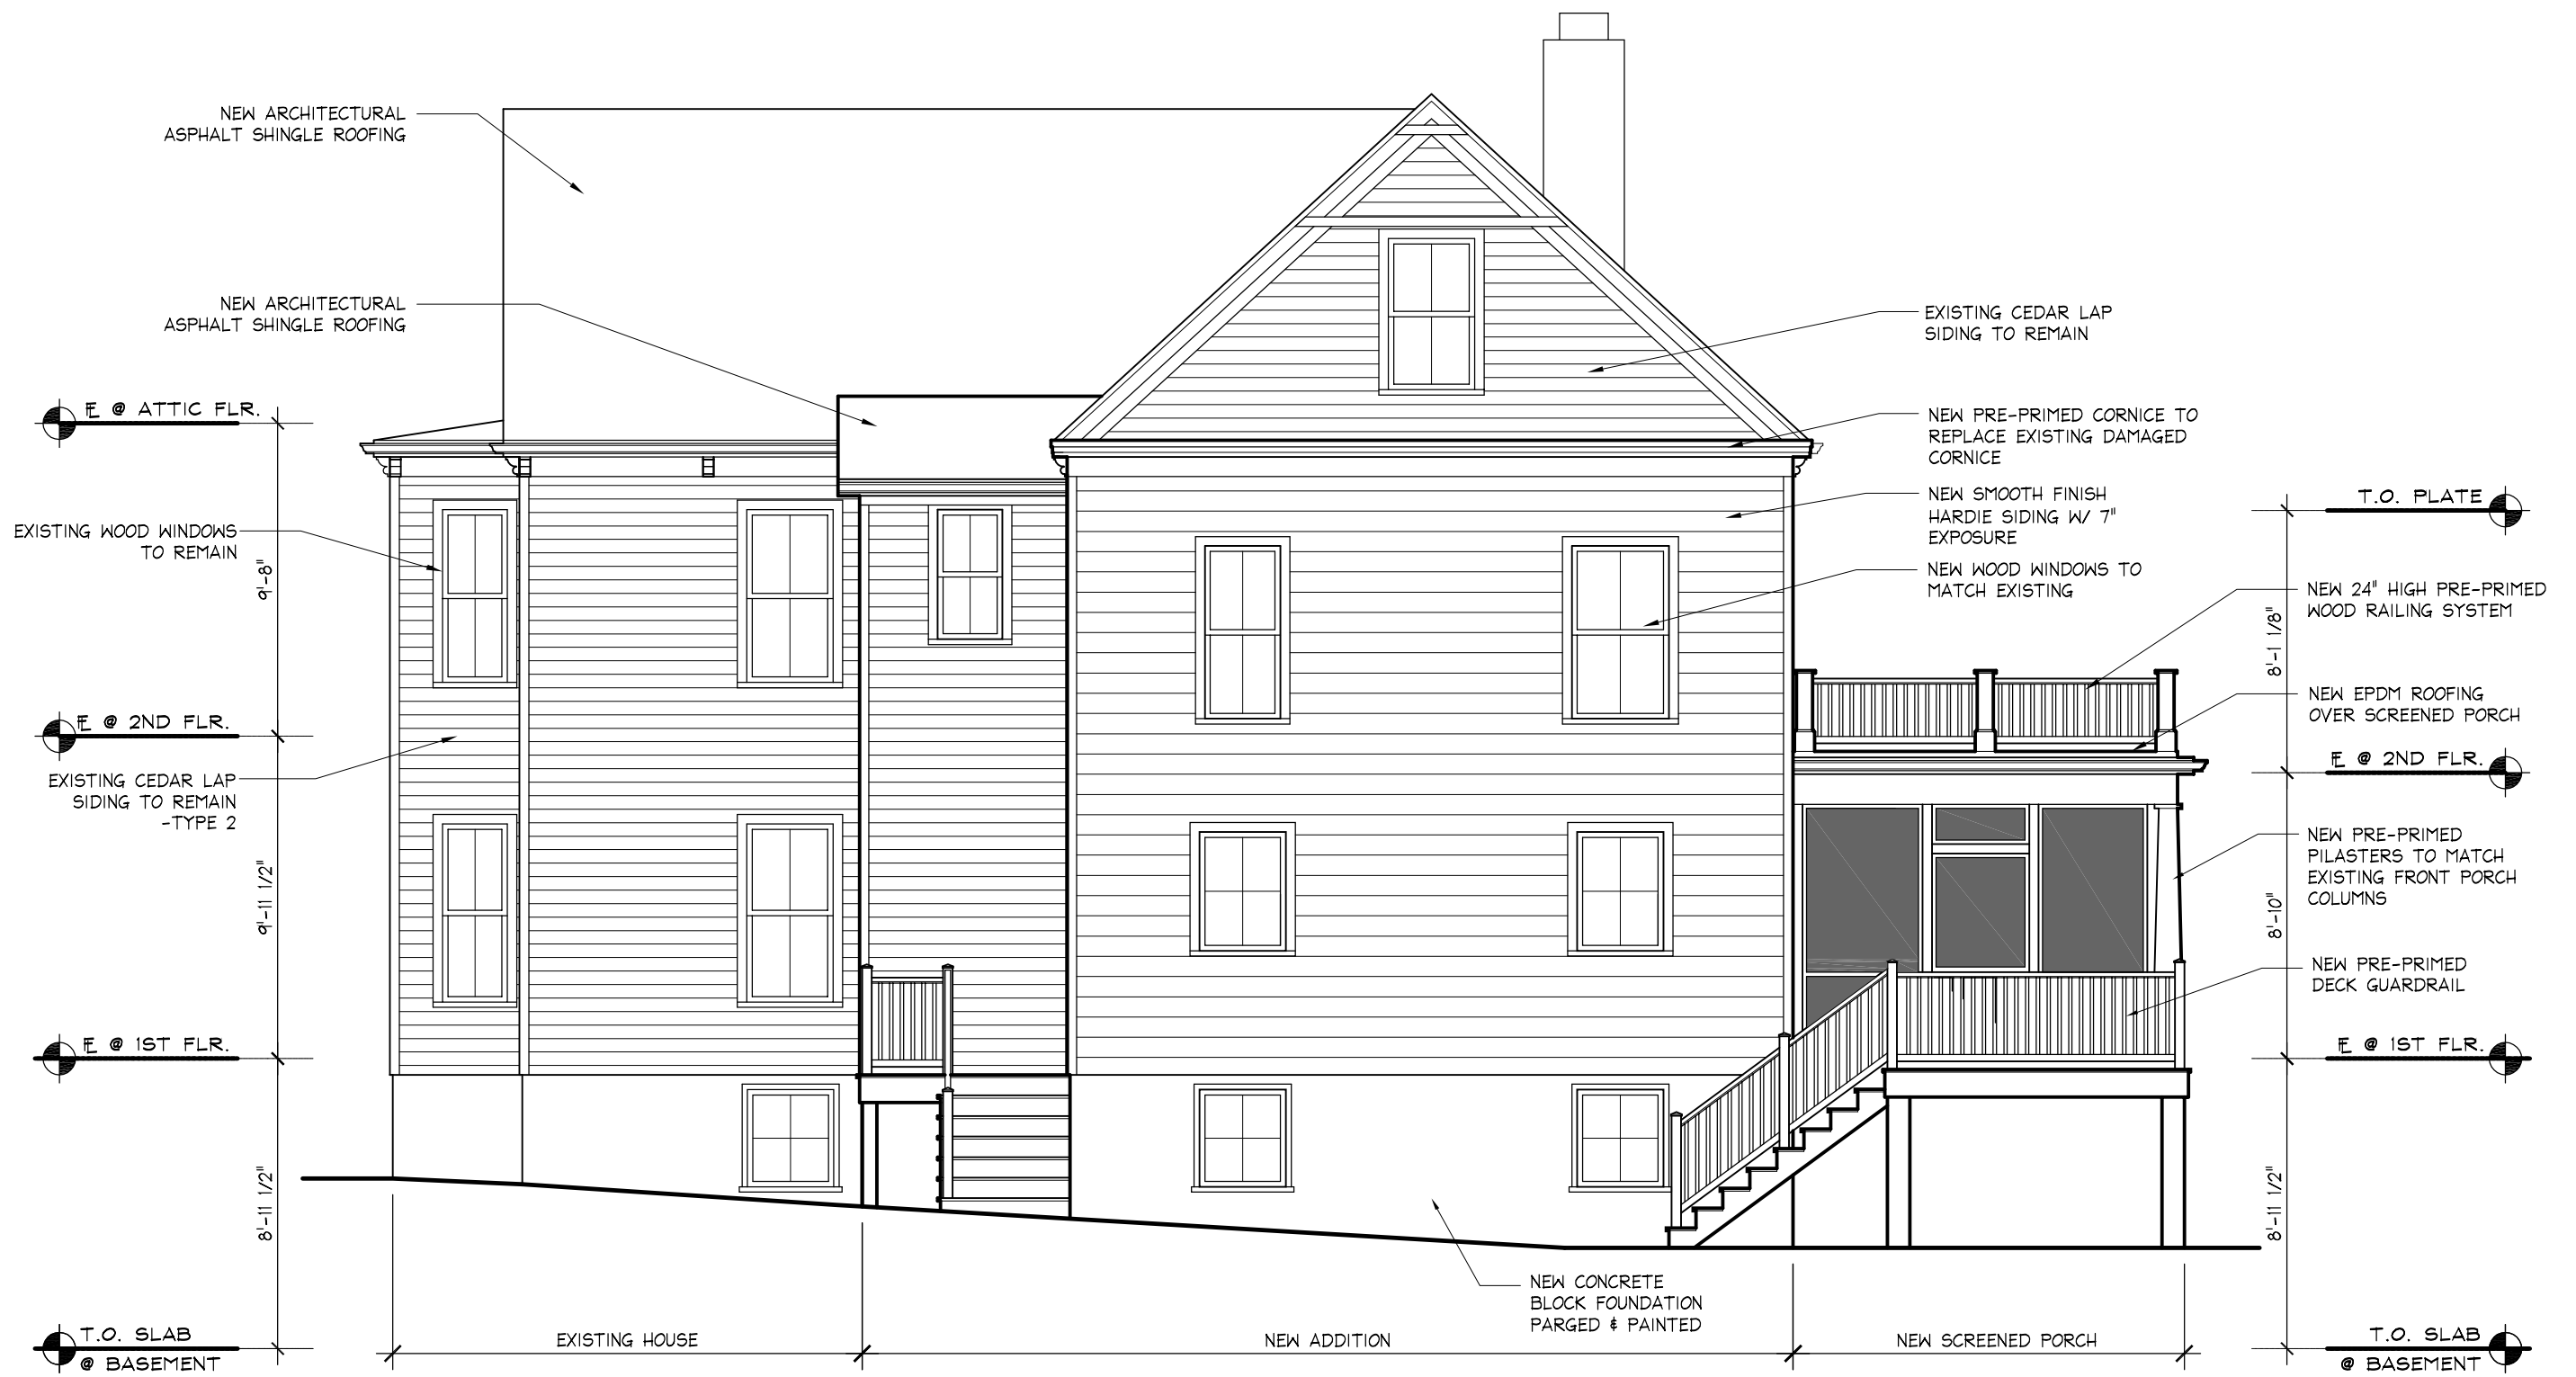 NEW ARCHITECTURAL
ASPHALT SHINGLE ROOFING
NEW ARCHITECTURAL
ASPHALT SHINGLE ROOFING
FE @ ATTIC FLR.
EXISTING WOOD WINDOWS
TO REMAIN
9'-8"
FE @ 2ND FLR.
EXISTING CEDAR LAP
SIDING TO REMAIN
-TYPE 2
9'-11 1/2"
FE @ 1ST FLR.
8'-11 1/2"
T.O. SLAB
@ BASEMENT
EXISTING HOUSE
NEW ADDITION
NEW SCREENED PORCH
NEW CONCRETE
BLOCK FOUNDATION
PARGED & PAINTED
EXISTING CEDAR LAP
SIDING TO REMAIN
NEW PRE-PRIMED CORNICE TO
REPLACE EXISTING DAMAGED
CORNICE
NEW SMOOTH FINISH
HARDIE SIDING W/ 7"
EXPOSURE
NEW WOOD WINDOWS TO
MATCH EXISTING
T.O. PLATE
NEW 24" HIGH PRE-PRIMED
WOOD RAILING SYSTEM
8'-1 1/8"
NEW EPDM ROOFING
OVER SCREENED PORCH
FE @ 2ND FLR.
NEW PRE-PRIMED
PILASTERS TO MATCH
EXISTING FRONT PORCH
COLUMNS
8'-10"
NEW PRE-PRIMED
DECK GUARDRAIL
FE @ 1ST FLR.
8'-11 1/2"
T.O. SLAB
@ BASEMENT